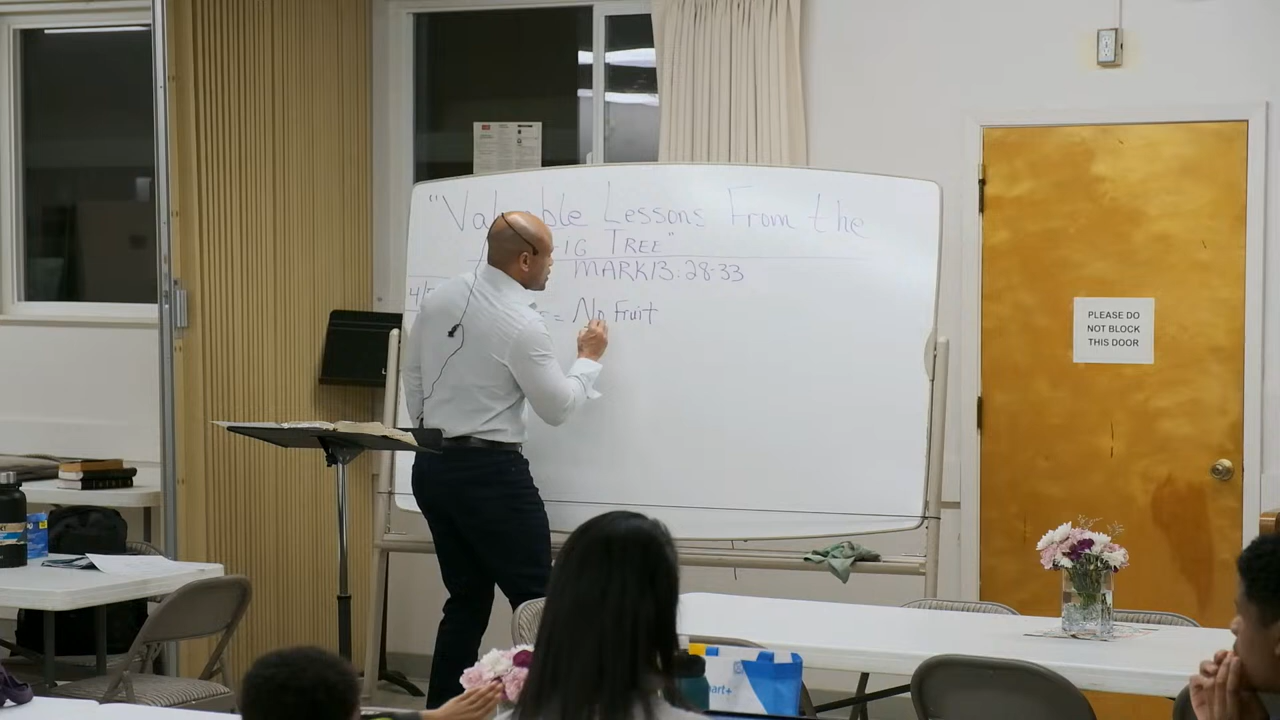 "Valuable Lessons From the
Fig Tree"
MARK 13:28-33
= No Fruit
PLEASE DO
NOT BLOCK
THIS DOOR